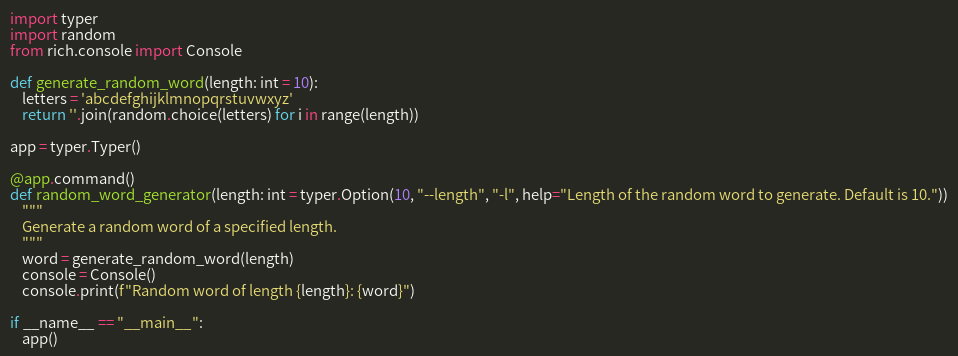 import typer
import random
from rich.console import Console

def generate_random_word(length: int = 10):
    letters = 'abcdefghijklmnopqrstuvwxyz'
    return ''.join(random.choice(letters) for i in range(length))

app = typer.Typer()

@app.command()
def random_word_generator(length: int = typer.Option(10, "--length", "-l", help="Length of the random word to generate. Default is 10."))
    """
    Generate a random word of a specified length.
    """
    word = generate_random_word(length)
    console = Console()
    console.print(f"Random word of length {length}: {word}")

if __name__ == "__main__":
    app()